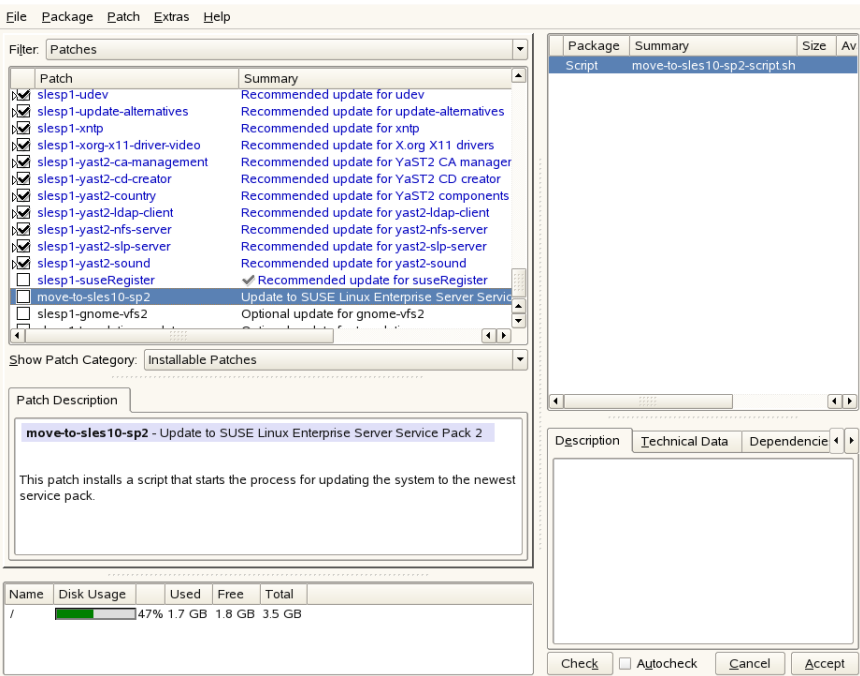 File Package Patch Extras Help
Filter: Patches
Patch Summary
slesp1-udev Recommended update for udev
slesp1-update-alternatives Recommended update for update-alternatives
slesp1-xntp Recommended update for xntp
slesp1-xorg-x11-driver-video Recommended update for X.org X11 drivers
slesp1-yast2-ca-management Recommended update for YaST2 CA manager
slesp1-yast2-cd-creator Recommended update for YaST2 CD creator
slesp1-yast2-country Recommended update for YaST2 components
slesp1-yast2-ldap-client Recommended update for yast2-ldap-client
slesp1-yast2-nfs-server Recommended update for yast2-nfs-server
slesp1-yast2-slp-server Recommended update for yast2-slp-server
slesp1-yast2-sound Recommended update for yast2-sound
slesp1-suseRegister Recommended update for suseRegister
move-to-sles10-sp2 Update to SUSE Linux Enterprise Server Servic
slesp1-gnome-vfs2 Optional update for gnome-vfs2
Show Patch Category: Installable Patches
Patch Description
move-to-sles10-sp2 - Update to SUSE Linux Enterprise Server Service Pack 2
This patch installs a script that starts the process for updating the system to the newest
service pack.
Name Disk Usage Used Free Total
/ 47% 1.7 GB 1.8 GB 3.5 GB
Package Summary Size Av
Script move-to-sles10-sp2-script.sh
Description Technical Data Dependencie
Check Autocheck Cancel Accept